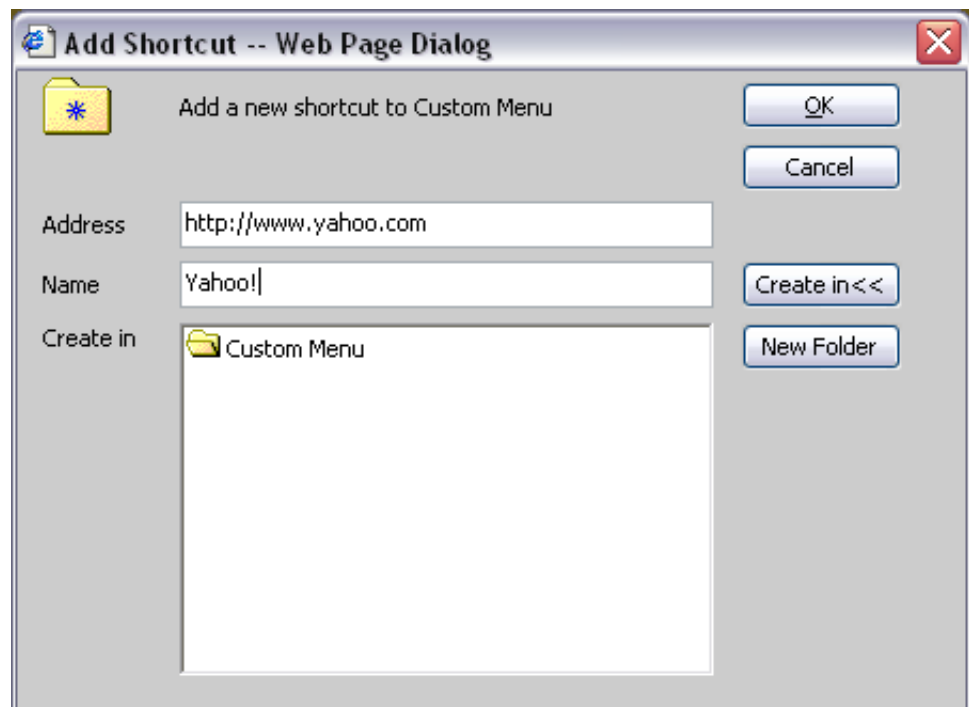 Add Shortcut -- Web Page Dialog
Add a new shortcut to Custom Menu
OK
Cancel
Address
http://www.yahoo.com
Name
Yahoo!
Create in<<
Create in
Custom Menu
New Folder